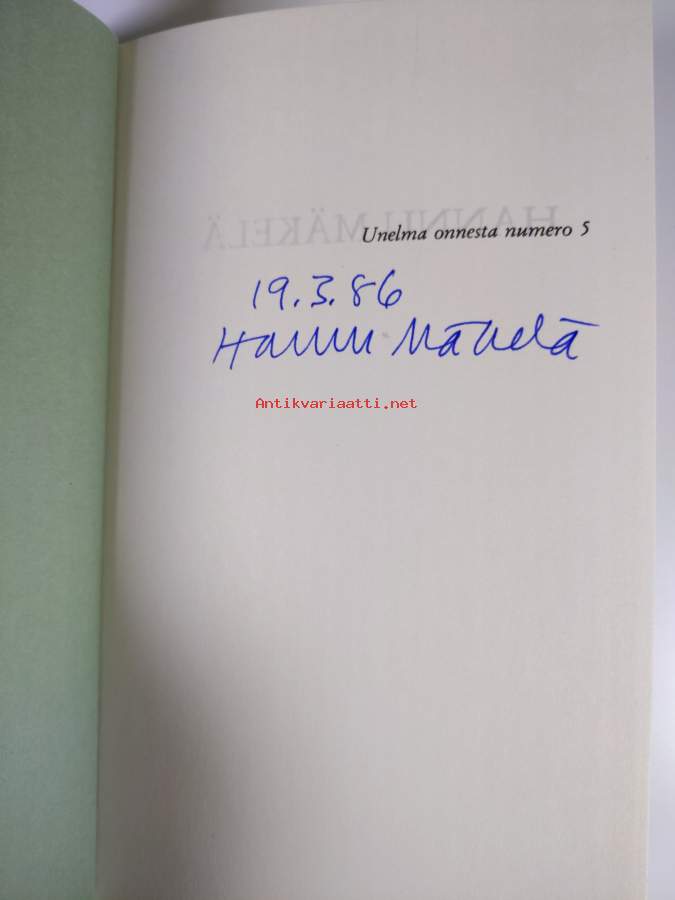 HANNU MÄKELÄ
Unelma onnesta numero 5
19.3.86
Hannu Mäkelä
Antikvariaatti.net